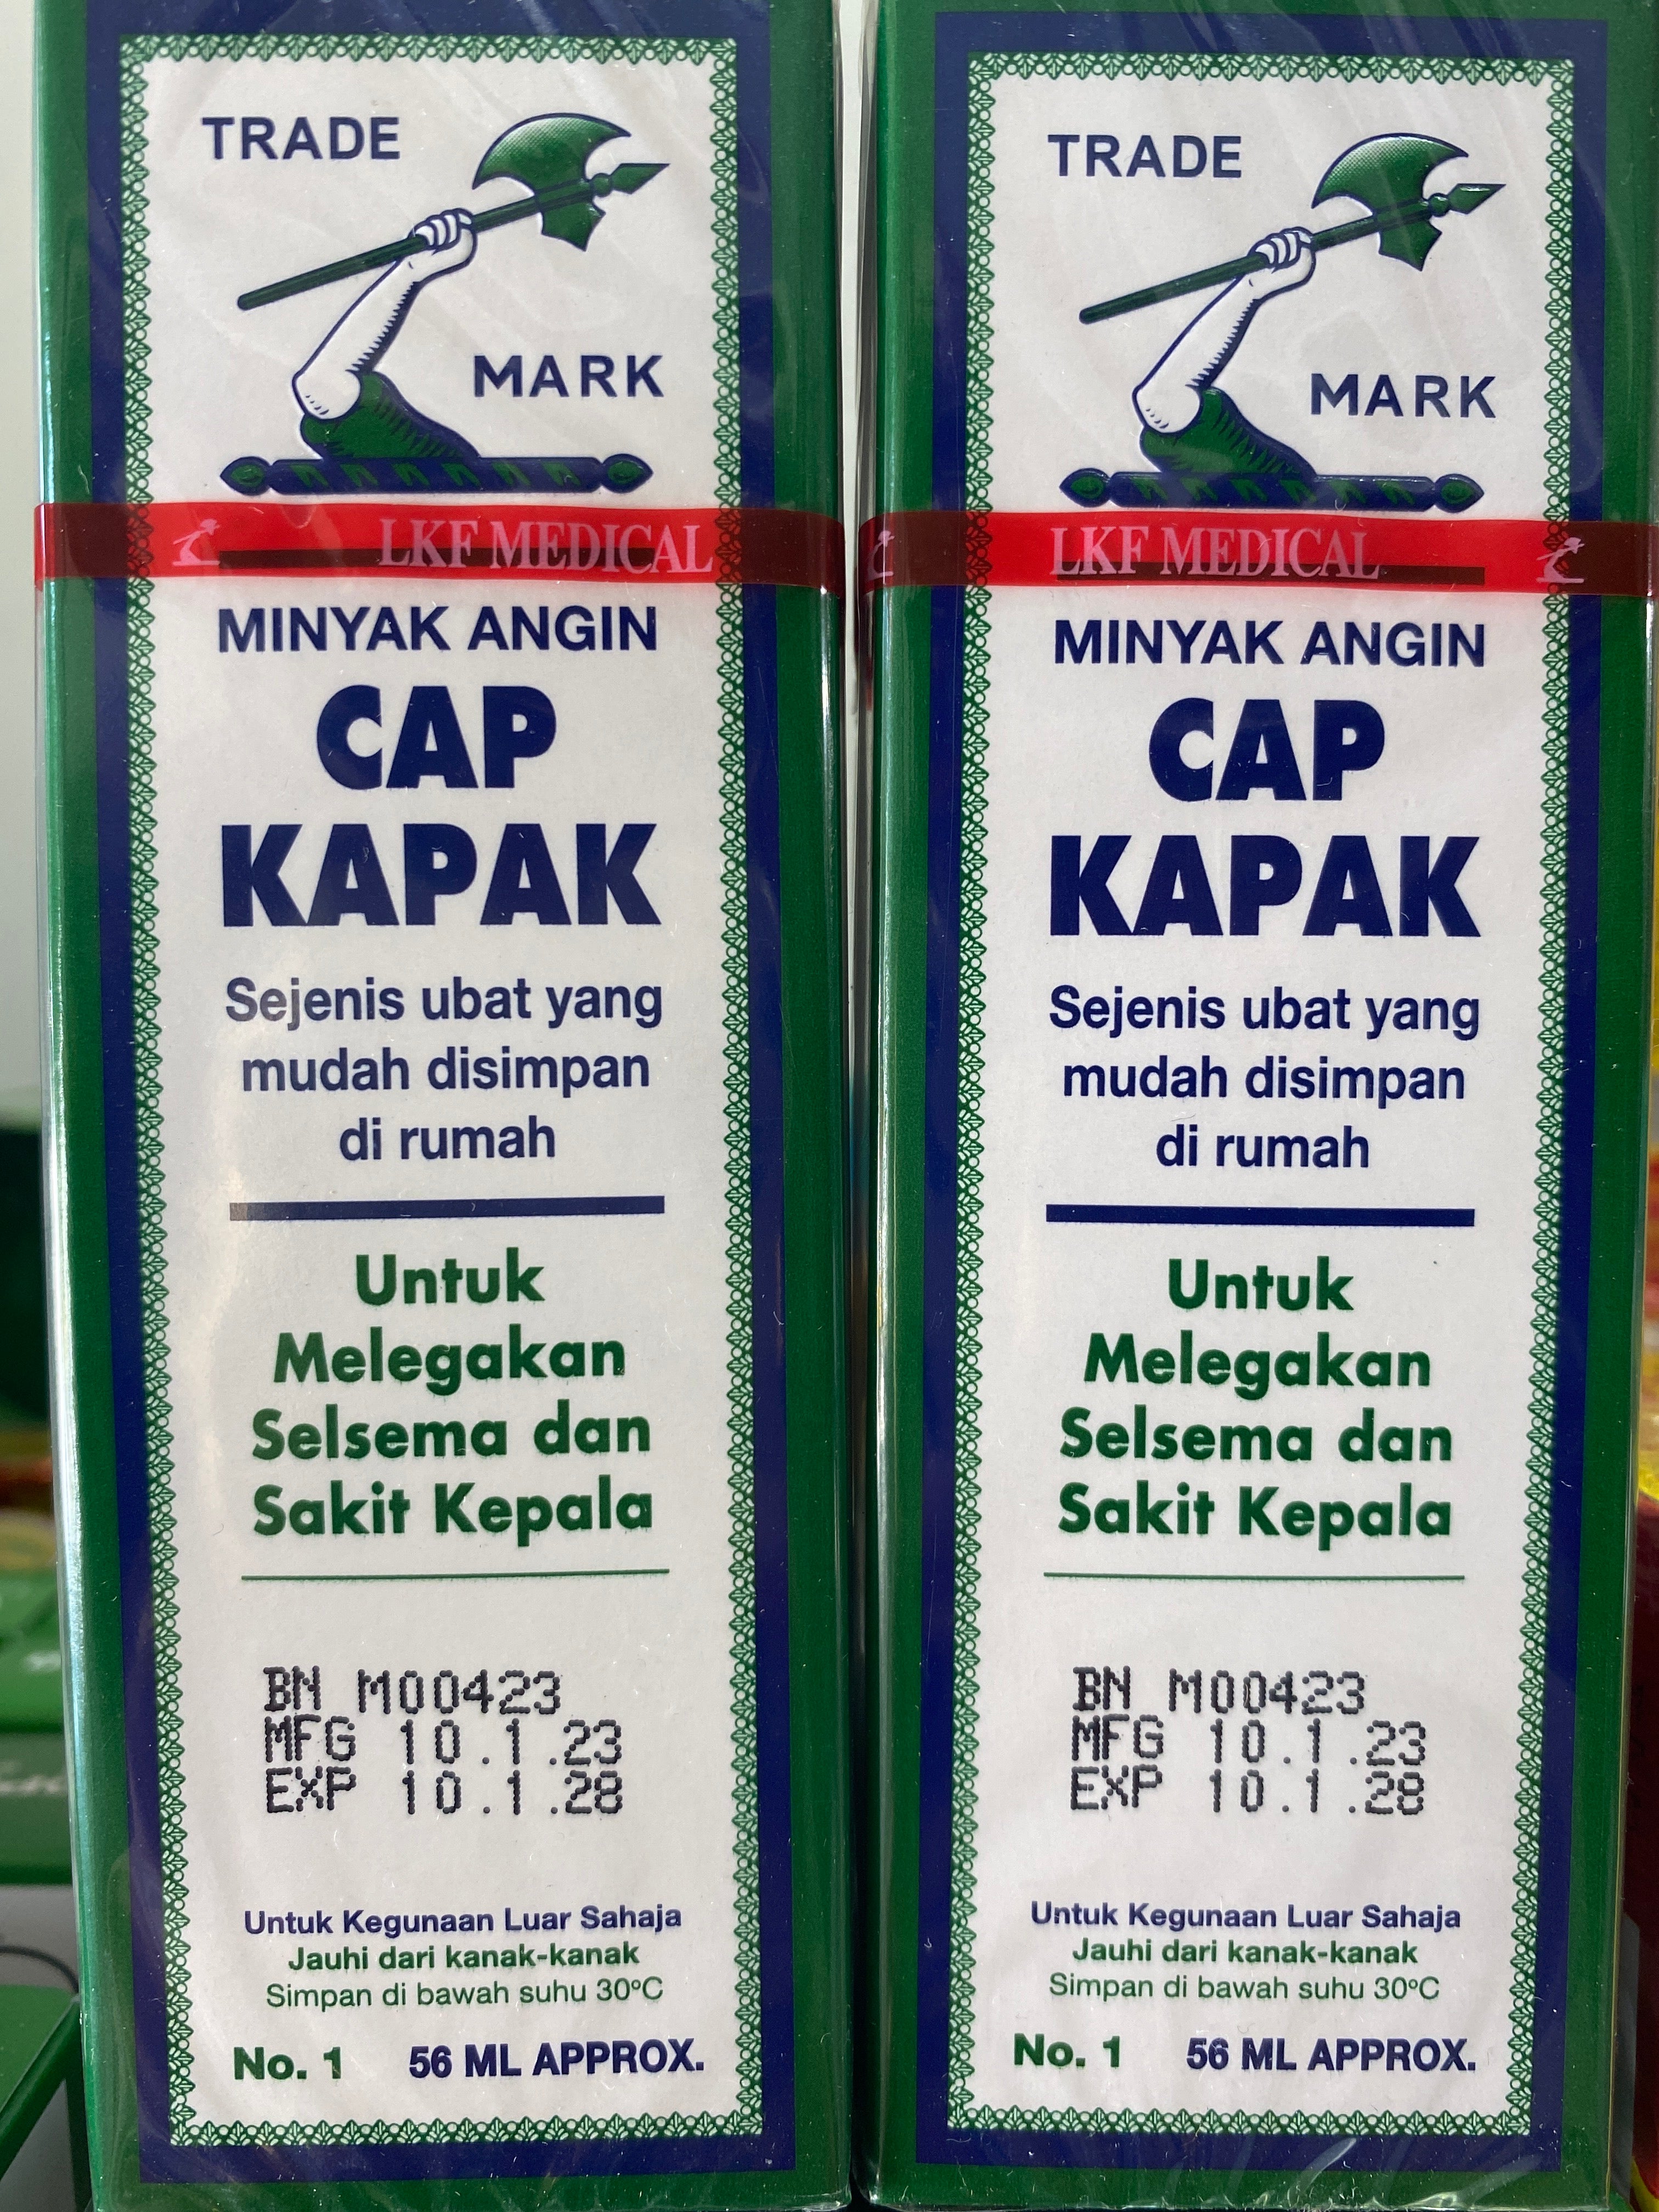 TRADE
MARK
LKF MEDICAL
MINYAK ANGIN
CAP
KAPAK
Sejenis ubat yang
mudah disimpan
di rumah
Untuk
Melegakan
Selsema dan
Sakit Kepala
BN M00423
MFG 10.1.23
EXP 10.1.28
Untuk Kegunaan Luar Sahaja
Jauhi dari kanak-kanak
Simpan di bawah suhu 30°C
No. 1 56 ML APPROX.
TRADE
MARK
LKF MEDICAL
MINYAK ANGIN
CAP
KAPAK
Sejenis ubat yang
mudah disimpan
di rumah
Untuk
Melegakan
Selsema dan
Sakit Kepala
BN M00423
MFG 10.1.23
EXP 10.1.28
Untuk Kegunaan Luar Sahaja
Jauhi dari kanak-kanak
Simpan di bawah suhu 30°C
No. 1 56 ML APPROX.